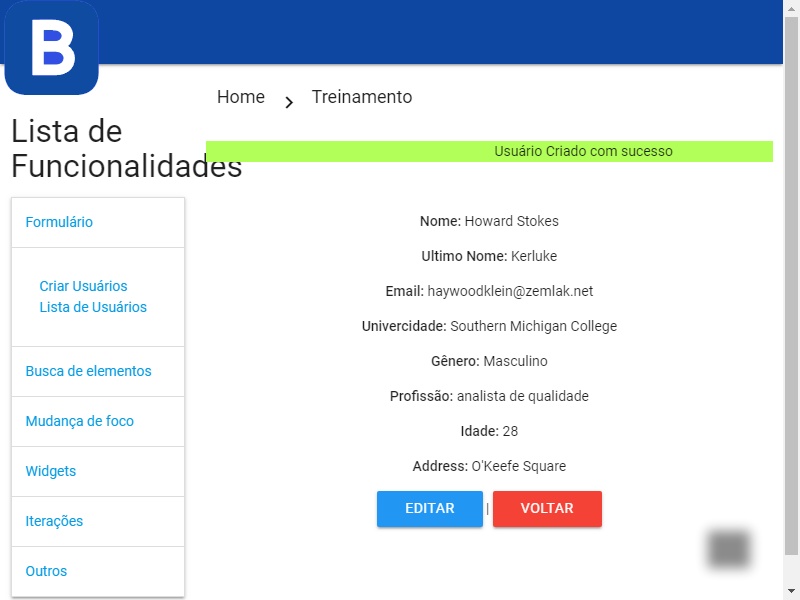 B
Home
Treinamento
Lista de
Funcionalidades
Usuário Criado com sucesso
Formulário
Criar Usuários
Lista de Usuários
Busca de elementos
Mudança de foco
Widgets
Iterações
Outros
Nome: Howard Stokes
Ultimo Nome: Kerluke
Email: haywoodklein@zemlak.net
Univercidade: Southern Michigan College
Gênero: Masculino
Profissão: analista de qualidade
Idade: 28
Address: O'Keefe Square
EDITAR | VOLTAR